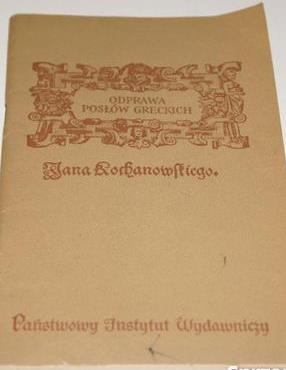 ODPRAWA
POSŁÓW GRECKICH
Jana Kochanowskiego.
Państwowy Instytut Wydawniczy